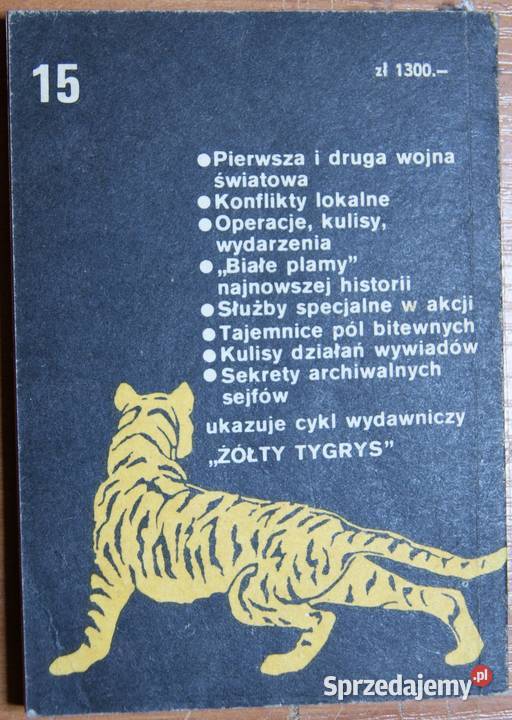 15
zł 1300.—
●Pierwsza i druga wojna
światowa
●Konflikty lokalne
●Operacje, kulisy,
wydarzenia
●„Białe plamy”
najnowszej historii
●Służby specjalne w akcji
●Tajemnice pól bitewnych
●Kulisy działań wywiadów
●Sekrety archiwalnych
sejfów
ukazuje cykl wydawniczy
„ŻÓŁTY TYGRYS”
Sprzedajemy.pl